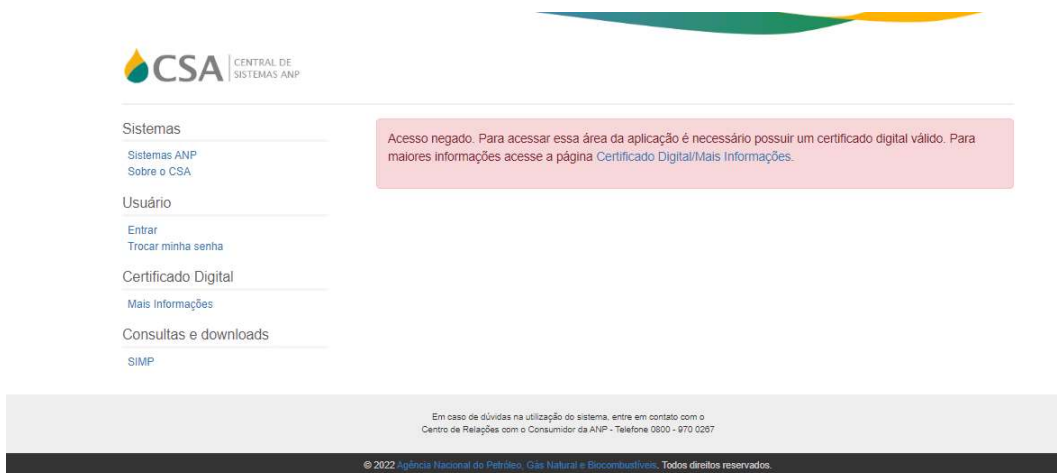 CSA CENTRAL DE
SISTEMAS ANP
Sistemas
Sistemas ANP
Sobre o CSA
Usuário
Entrar
Trocar minha senha
Certificado Digital
Mais Informações
Consultas e downloads
SIMP
Acesso negado. Para acessar essa área da aplicação é necessário possuir um certificado digital válido. Para
maiores informações acesse a página Certificado Digital/Mais Informações.
Em caso de dúvidas na utilização do sistema, entre em contato com o
Centro de Relações com o Consumidor da ANP - Telefone 0800 - 970 0267
© 2022 Agência Nacional do Petróleo, Gás Natural e Biocombustíveis. Todos direitos reservados.